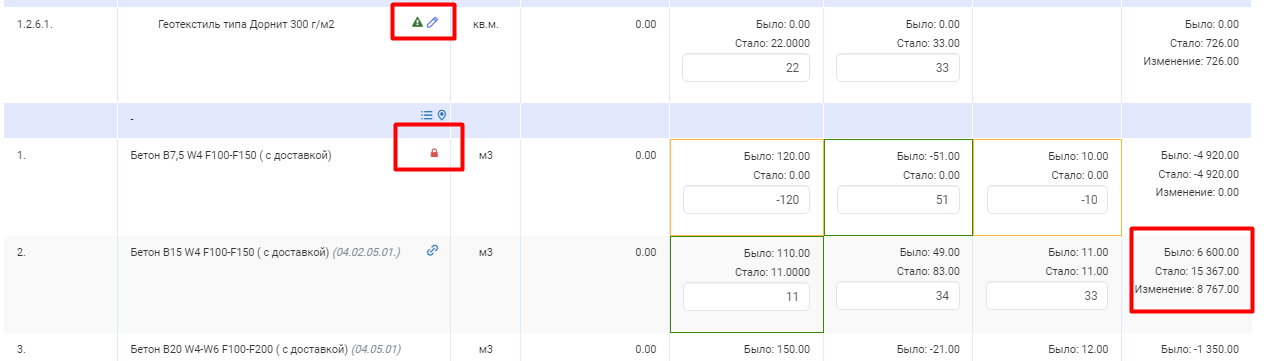 1.2.6.1. Геотекстиль типа Дорнит 300 г/м2 кв.м. 0.00 Было: 0.00 Было: 0.00 Было: 0.00
Стало: 22.0000 Стало: 33.00 Стало: 726.00
22 33 Изменение: 726.00
-
1. Бетон В7,5 W4 F100-F150 ( с доставкой) м3 0.00 Было: 120.00 Было: -51.00 Было: 10.00 Было: -4 920.00
Стало: 0.00 Стало: 0.00 Стало: 0.00 Стало: -4 920.00
-120 51 -10 Изменение: 0.00
2. Бетон В15 W4 F100-F150 ( с доставкой) (04.02.05.01.) м3 0.00 Было: 110.00 Было: 49.00 Было: 11.00 Было: 6 600.00
Стало: 11.0000 Стало: 83.00 Стало: 11.00 Стало: 15 367.00
11 34 33 Изменение: 8 767.00
3. Бетон В20 W4-W6 F100-F200 ( с доставкой) (04.05.01) м3 0.00 Было: 150.00 Было: -21.00 Было: 12.00 Было: -1 350.00